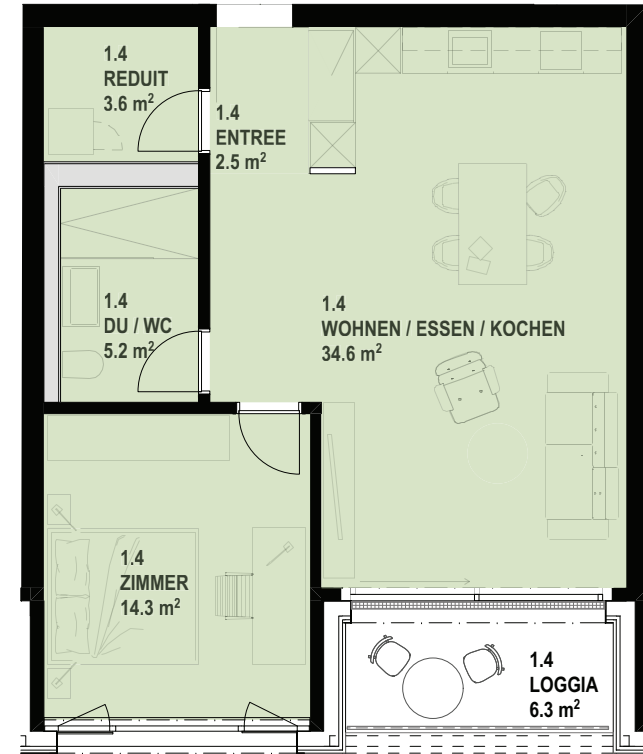 1.4
REDUIT
3.6 m²
1.4
ENTREE
2.5 m²
1.4
DU / WC
5.2 m²
1.4
WOHNEN / ESSEN / KOCHEN
34.6 m²
1.4
ZIMMER
14.3 m²
1.4
LOGGIA
6.3 m²